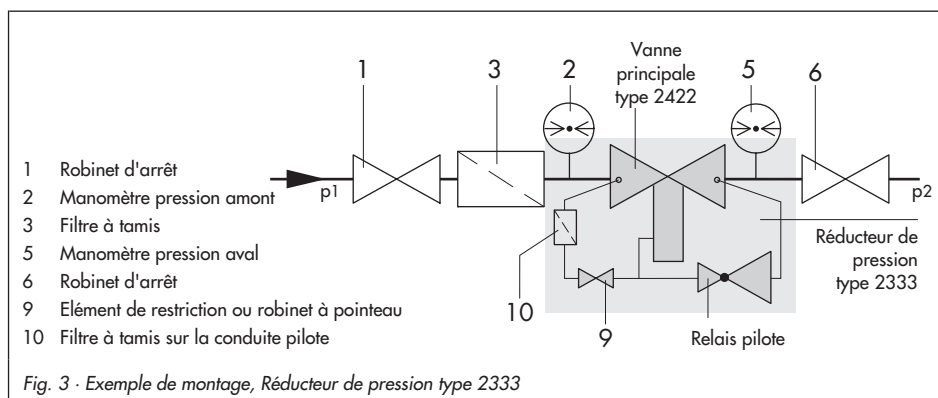 1
3
2
Vanne
principale
type 2422
5
6
1 Robinet d'arrêt
2 Manomètre pression amont
3 Filtre à tamis
5 Manomètre pression aval
6 Robinet d'arrêt
9 Elément de restriction ou robinet à pointeau
10 Filtre à tamis sur la conduite pilote
p1
p2
Réducteur de
pression
type 2333
10
9
Relais pilote
Fig. 3 · Exemple de montage, Réducteur de pression type 2333